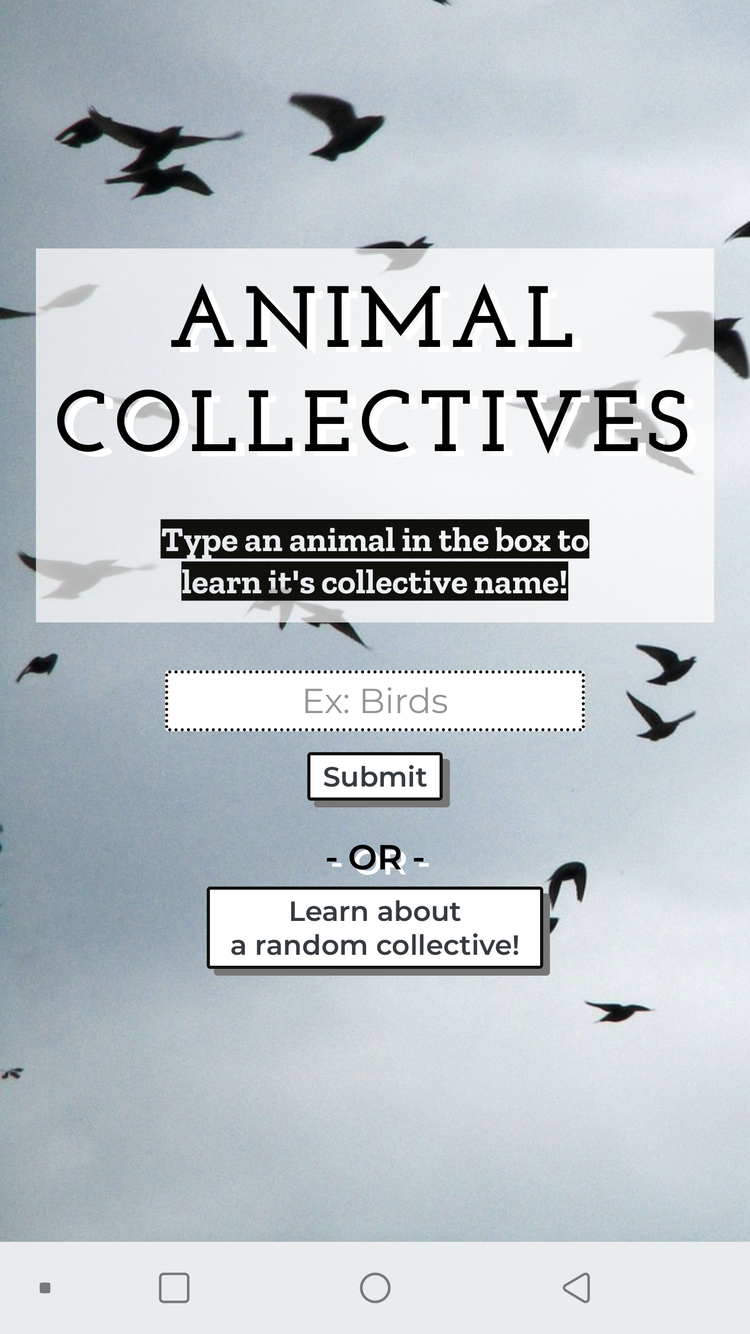 ANIMAL
COLLECTIVES
Type an animal in the box to
learn it's collective name!
Ex: Birds
Submit
- OR -
Learn about
a random collective!